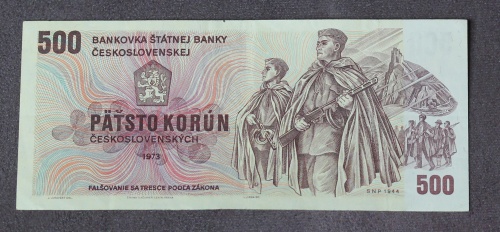 500
BANKOVKA ŠTÁTNEJ BANKY
ČESKOSLOVENSKEJ
PÄŤSTO KORÚN
ČESKOSLOVENSKÝCH
1973
FALŠOVANIE SA TRESCE PODĽA ZÁKONA
SNP 1944
500